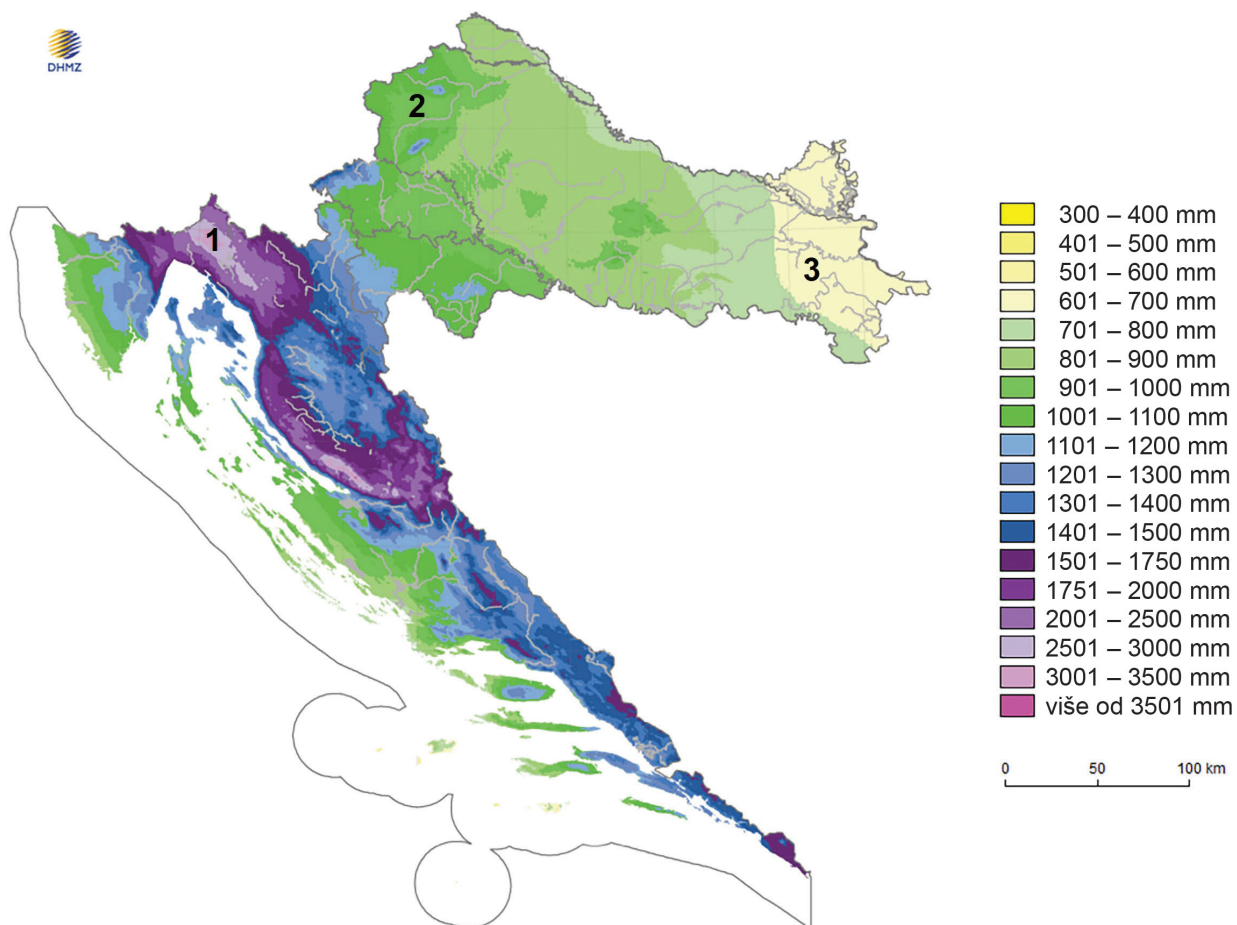 DHMZ
1
2
3
300 – 400 mm
401 – 500 mm
501 – 600 mm
601 – 700 mm
701 – 800 mm
801 – 900 mm
901 – 1000 mm
1001 – 1100 mm
1101 – 1200 mm
1201 – 1300 mm
1301 – 1400 mm
1401 – 1500 mm
1501 – 1750 mm
1751 – 2000 mm
2001 – 2500 mm
2501 – 3000 mm
3001 – 3500 mm
više od 3501 mm
0 50 100 km